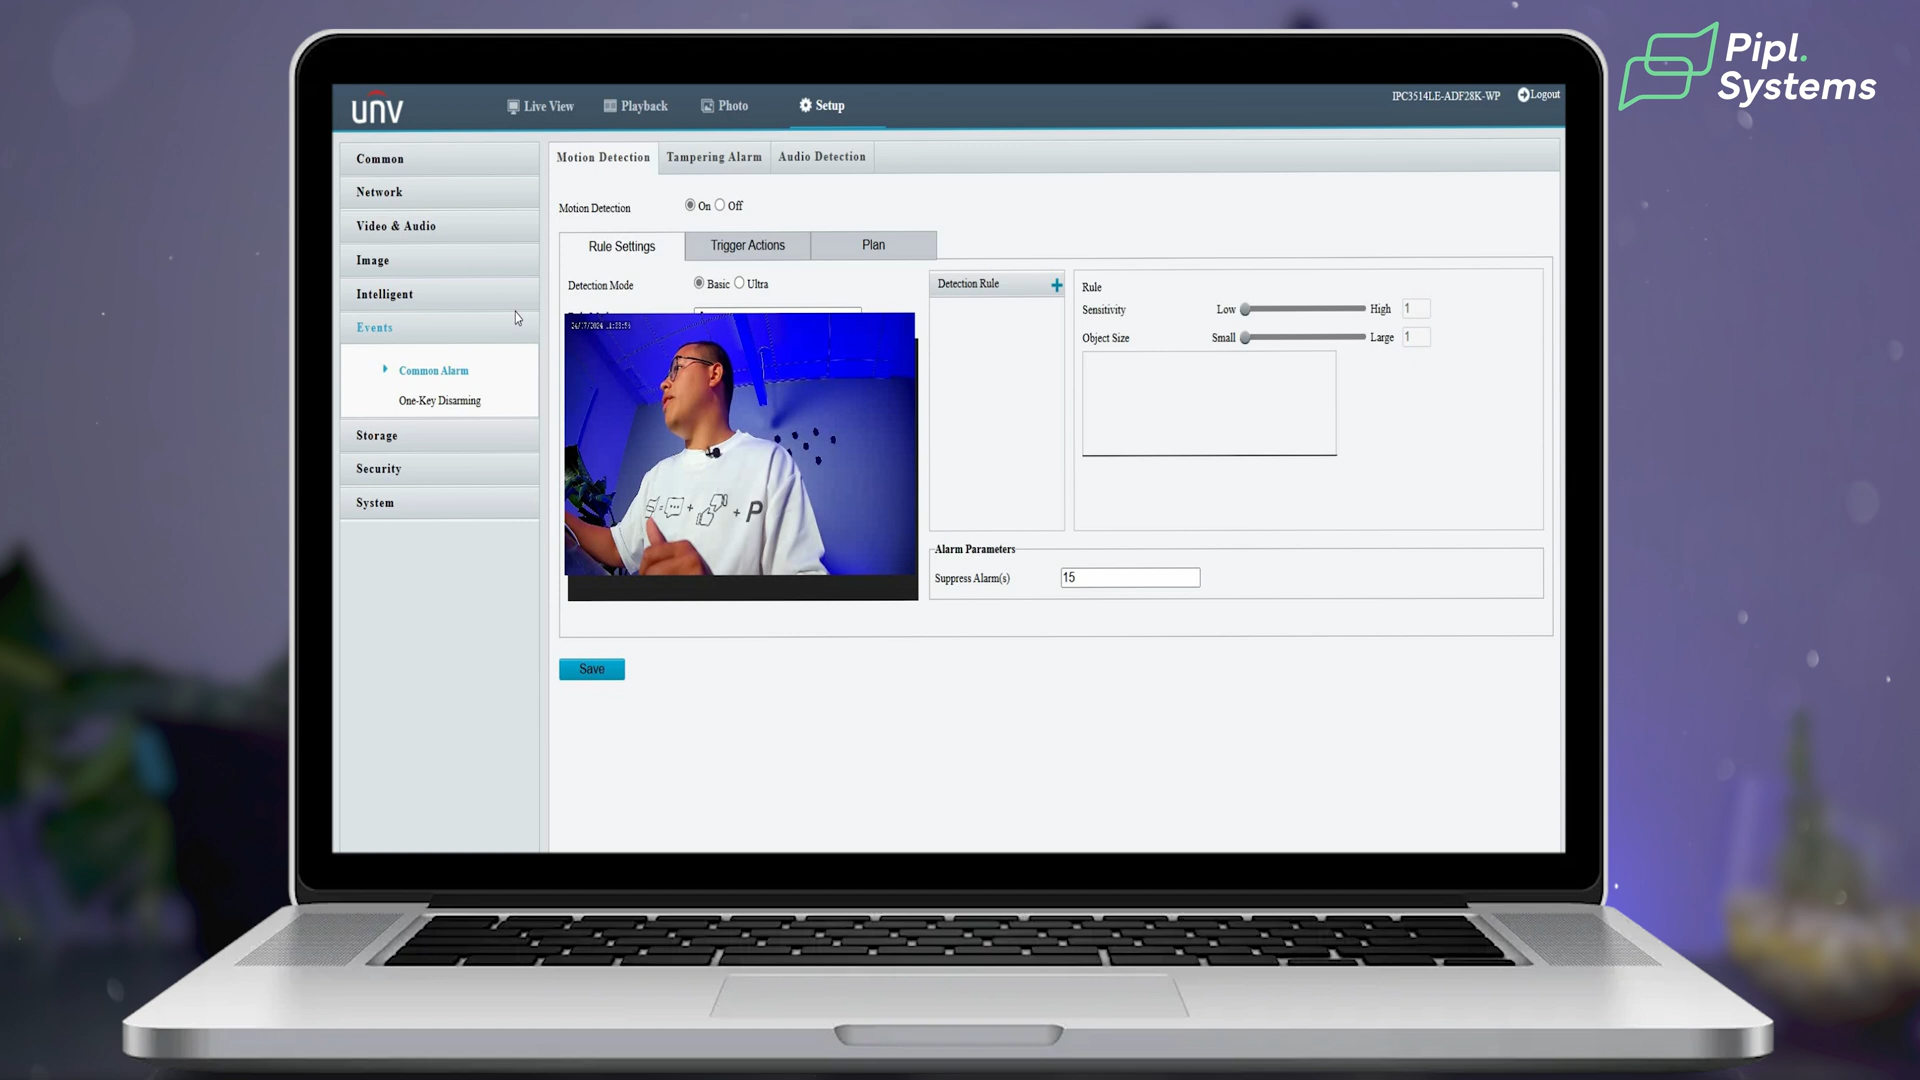 Pipl.
Systems
unv
Live View
Playback
Photo
Setup
IPC3514LE-ADF28K-WP
Logout
Common
Network
Video & Audio
Image
Intelligent
Events
Common Alarm
One-Key Disarming
Storage
Security
System
Motion Detection
Tampering Alarm
Audio Detection
Motion Detection
On
Off
Rule Settings
Trigger Actions
Plan
Detection Mode
Basic
Ultra
+ + P
Detection Rule
Rule
Sensitivity
Low
High
1
Object Size
Small
Large
1
Alarm Parameters
Suppress Alarm(s)
15
Save